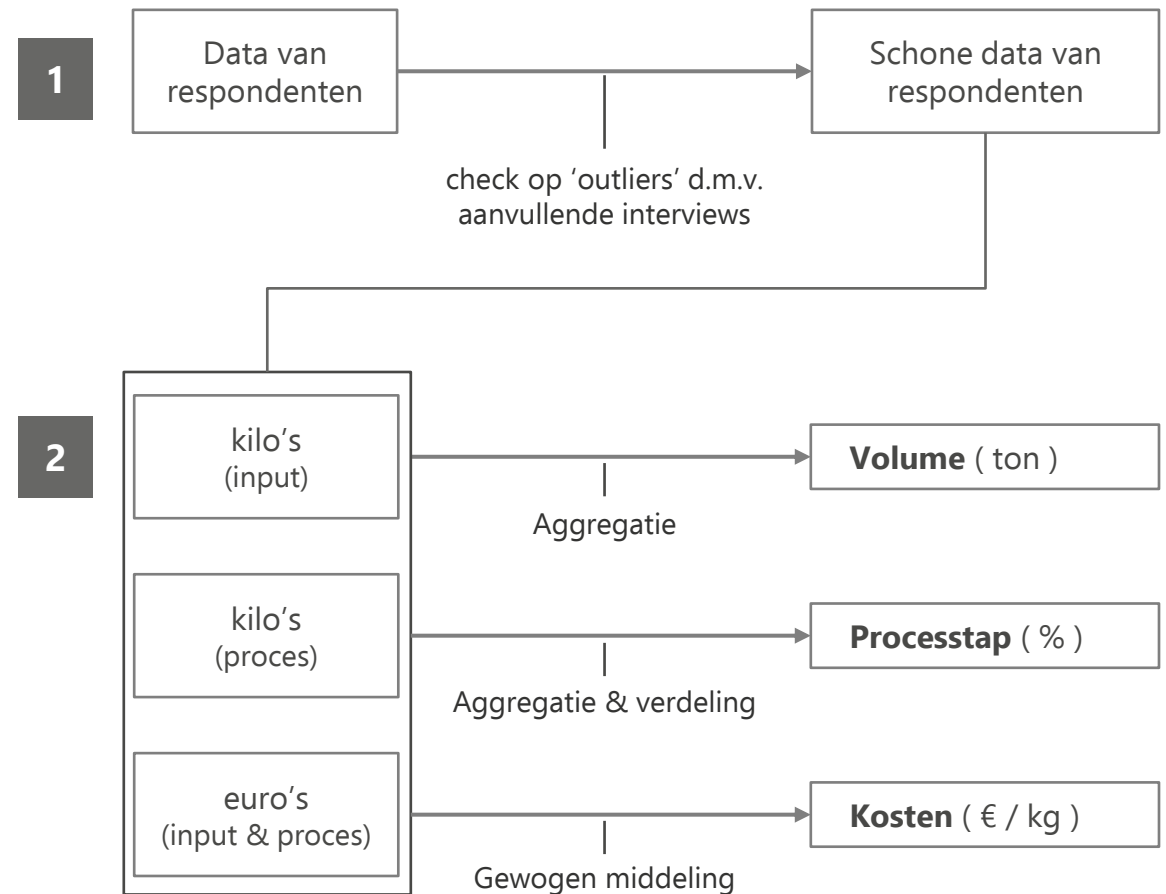 1
Data van
respondenten
Schone data van
respondenten
check op ‘outliers’ d.m.v.
aanvullende interviews
2
kilo’s
(input)
Volume ( ton )
Aggregatie
kilo’s
(proces)
Processtap ( % )
Aggregatie & verdeling
euro’s
(input & proces)
Kosten ( € / kg )
Gewogen middeling